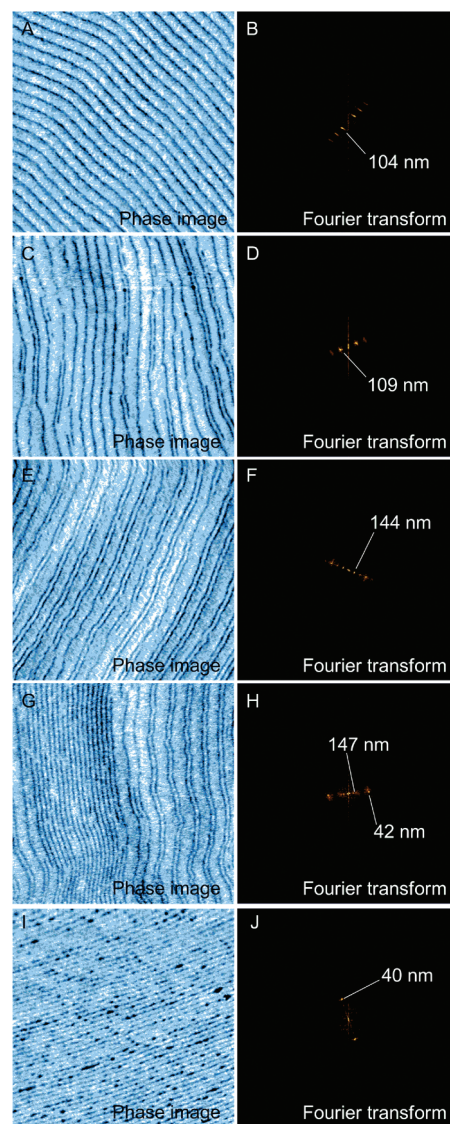 A
Phase image
B
104 nm
Fourier transform
C
Phase image
D
109 nm
Fourier transform
E
Phase image
F
144 nm
Fourier transform
G
Phase image
H
147 nm
42 nm
Fourier transform
I
Phase image
J
40 nm
Fourier transform